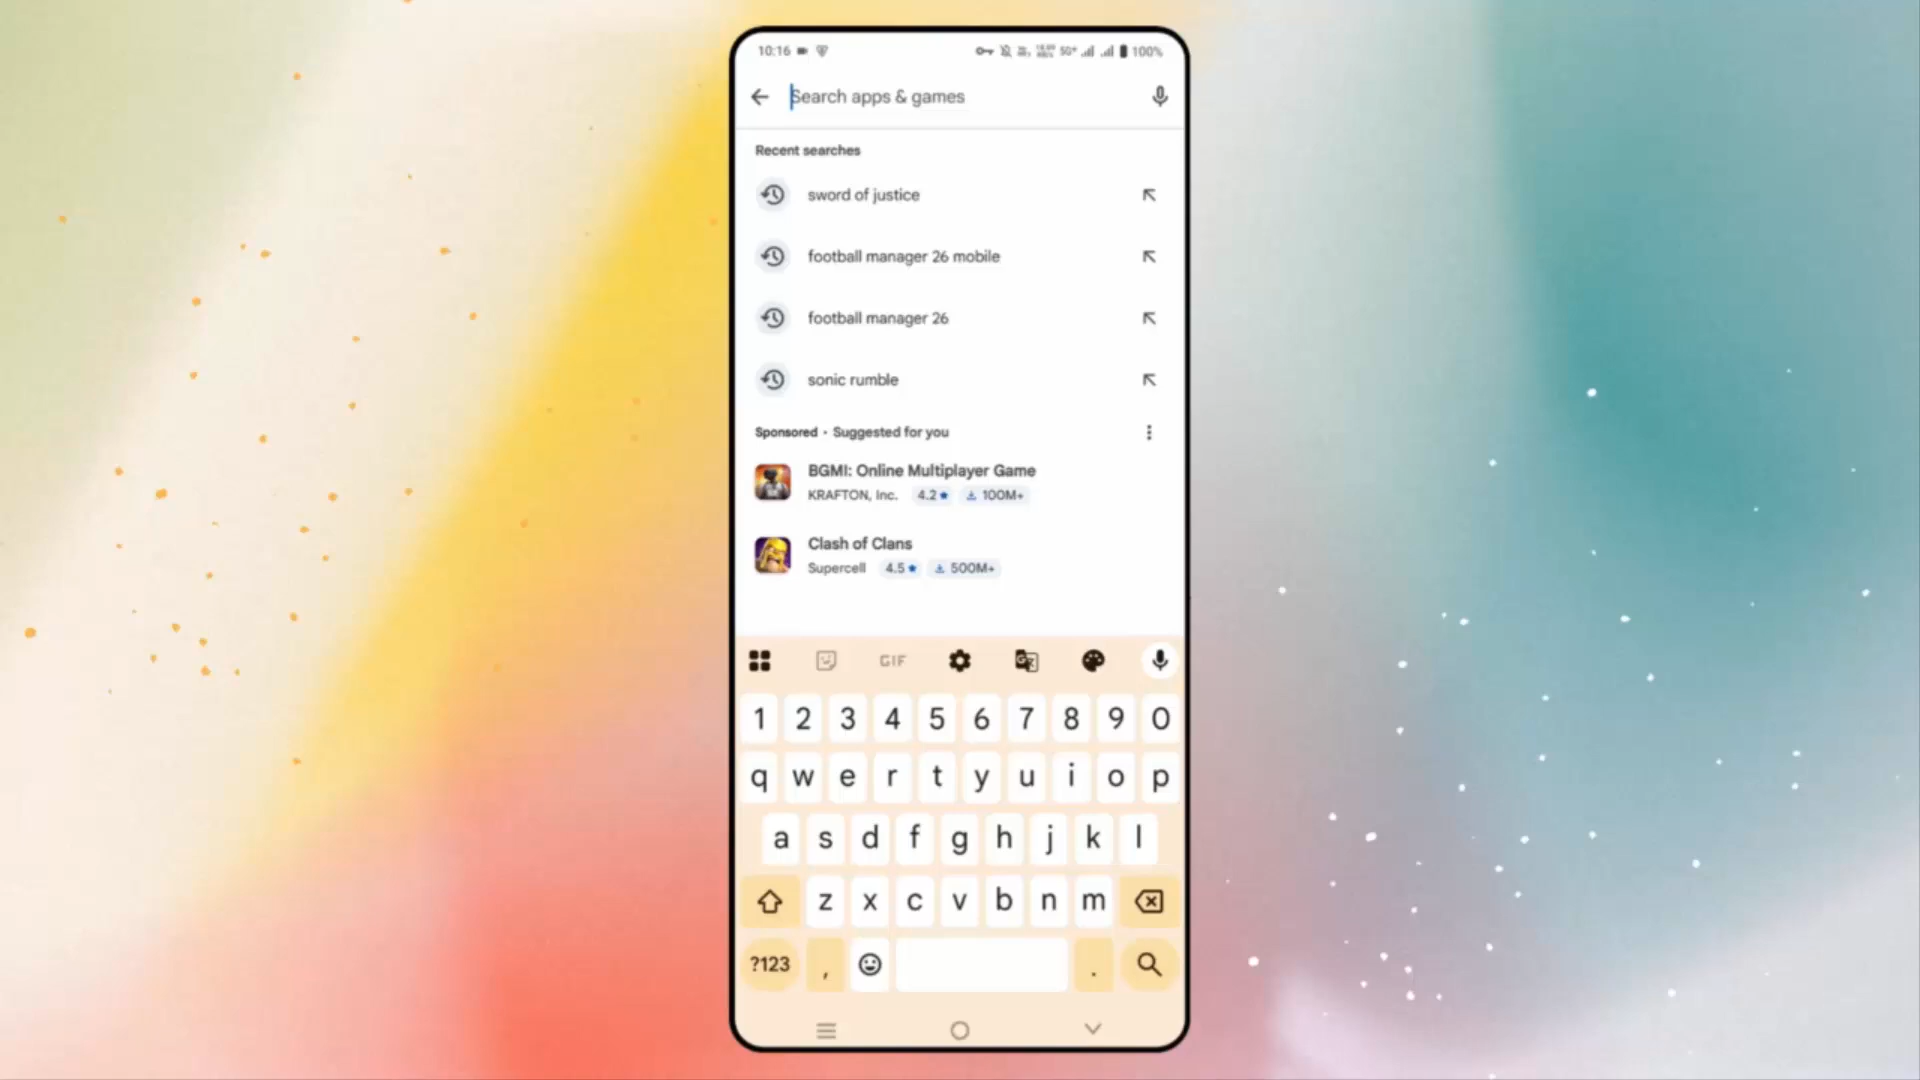 10:16 5G+ 100%
Search apps & games
Recent searches
sword of justice
football manager 26 mobile
football manager 26
sonic rumble
Sponsored • Suggested for you
BGMI: Online Multiplayer Game
KRAFTON, Inc. 4.2★ 100M+
Clash of Clans
Supercell 4.5★ 500M+
GIF
1 2 3 4 5 6 7 8 9 0
q w e r t y u i o p
a s d f g h j k l
z x c v b n m
?123 , .